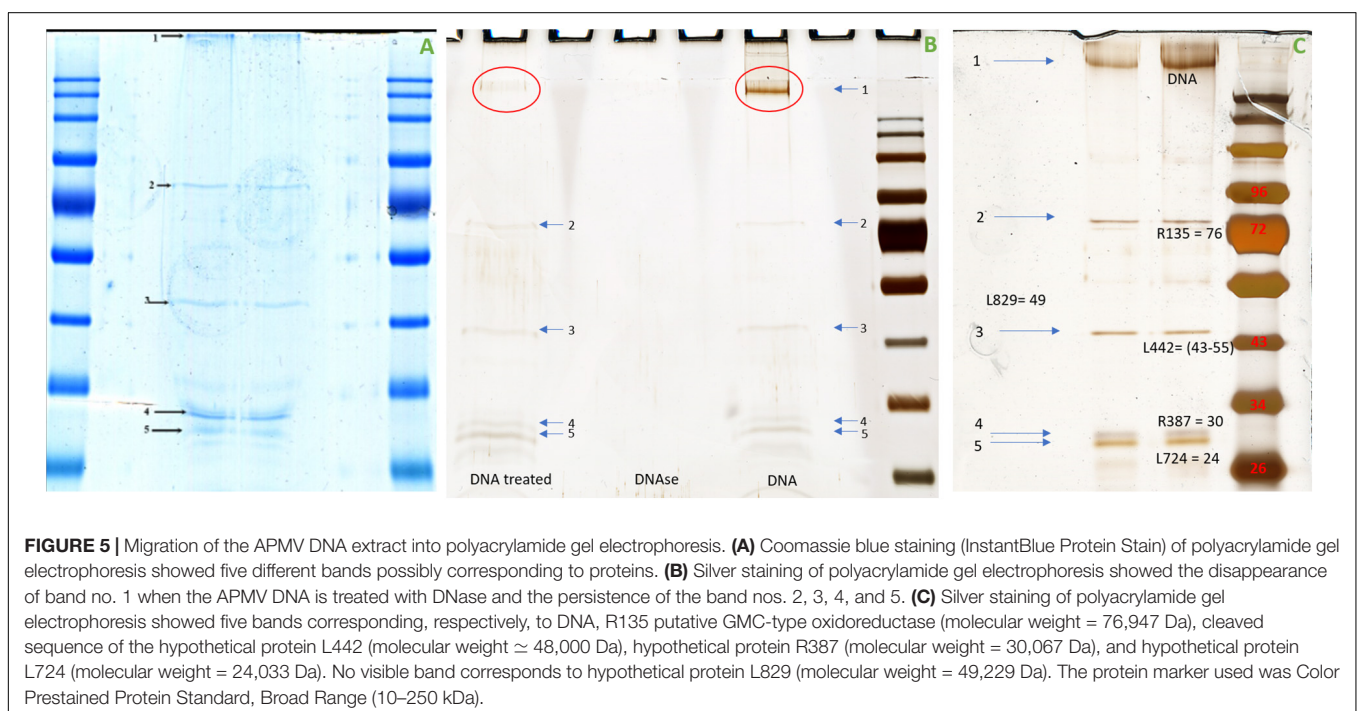 A
1
2
3
4
5
B
1
2
2
3
3
4
4
5
5
DNA treated
DNAse
DNA
C
1
DNA
96
2
72
R135 = 76
L829= 49
3
43
L442= (43-55)
34
R387 = 30
4
5
L724 = 24
26
FIGURE 5 | Migration of the APMV DNA extract into polyacrylamide gel electrophoresis. (A) Coomassie blue staining (InstantBlue Protein Stain) of polyacrylamide gel
electrophoresis showed five different bands possibly corresponding to proteins. (B) Silver staining of polyacrylamide gel electrophoresis showed the disappearance
of band no. 1 when the APMV DNA is treated with DNase and the persistence of the band nos. 2, 3, 4, and 5. (C) Silver staining of polyacrylamide gel
electrophoresis showed five bands corresponding, respectively, to DNA, R135 putative GMC-type oxidoreductase (molecular weight = 76,947 Da), cleaved
sequence of the hypothetical protein L442 (molecular weight ≃ 48,000 Da), hypothetical protein R387 (molecular weight = 30,067 Da), and hypothetical protein
L724 (molecular weight = 24,033 Da). No visible band corresponds to hypothetical protein L829 (molecular weight = 49,229 Da). The protein marker used was Color
Prestained Protein Standard, Broad Range (10–250 kDa).